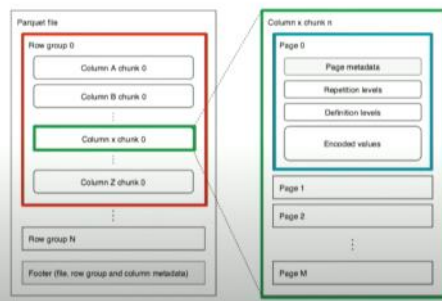 Parquet file
Row group 0
Column A chunk 0
Column B chunk 0
Column x chunk 0
Column Z chunk 0
Row group N
Footer (file, row group and column metadata)
Column x chunk n
Page 0
Page metadata
Repetition levels
Definition levels
Encoded values
Page 1
Page 2
Page M